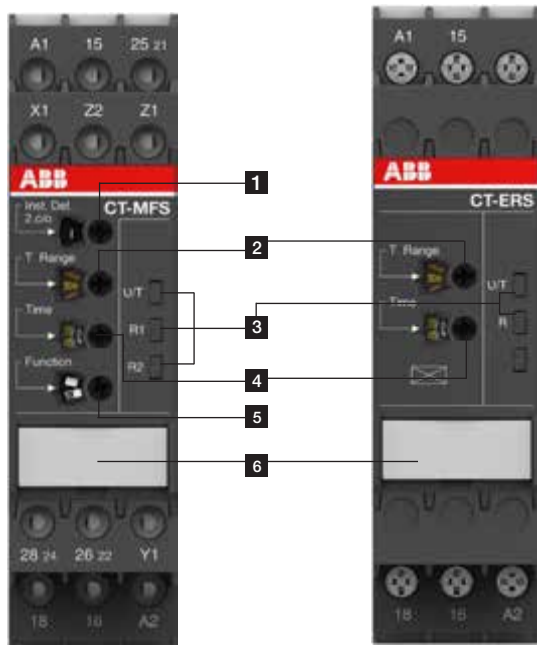 A1 15 25 21
X1 Z2 Z1
ABB
Inst. Del.
2.c/o
CT-MFS
T Range
U/T
Time
R1
R2
Function
28 24 26 22 Y1
18 16 A2
1
2
3
4
5
6
A1 15
ABB
CT-ERS
T Range
U/T
Time
R
18 16 A2